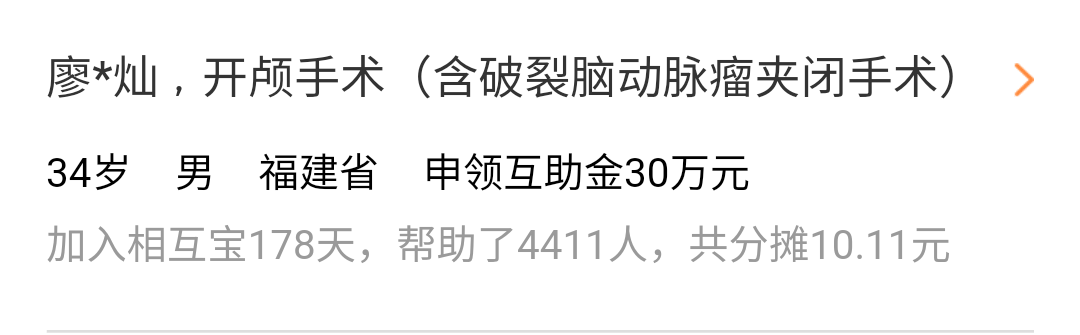 廖*灿，开颅手术（含破裂脑动脉瘤夹闭手术）
34岁 男 福建省 申领互助金30万元
加入相互宝178天，帮助了4411人，共分摊10.11元